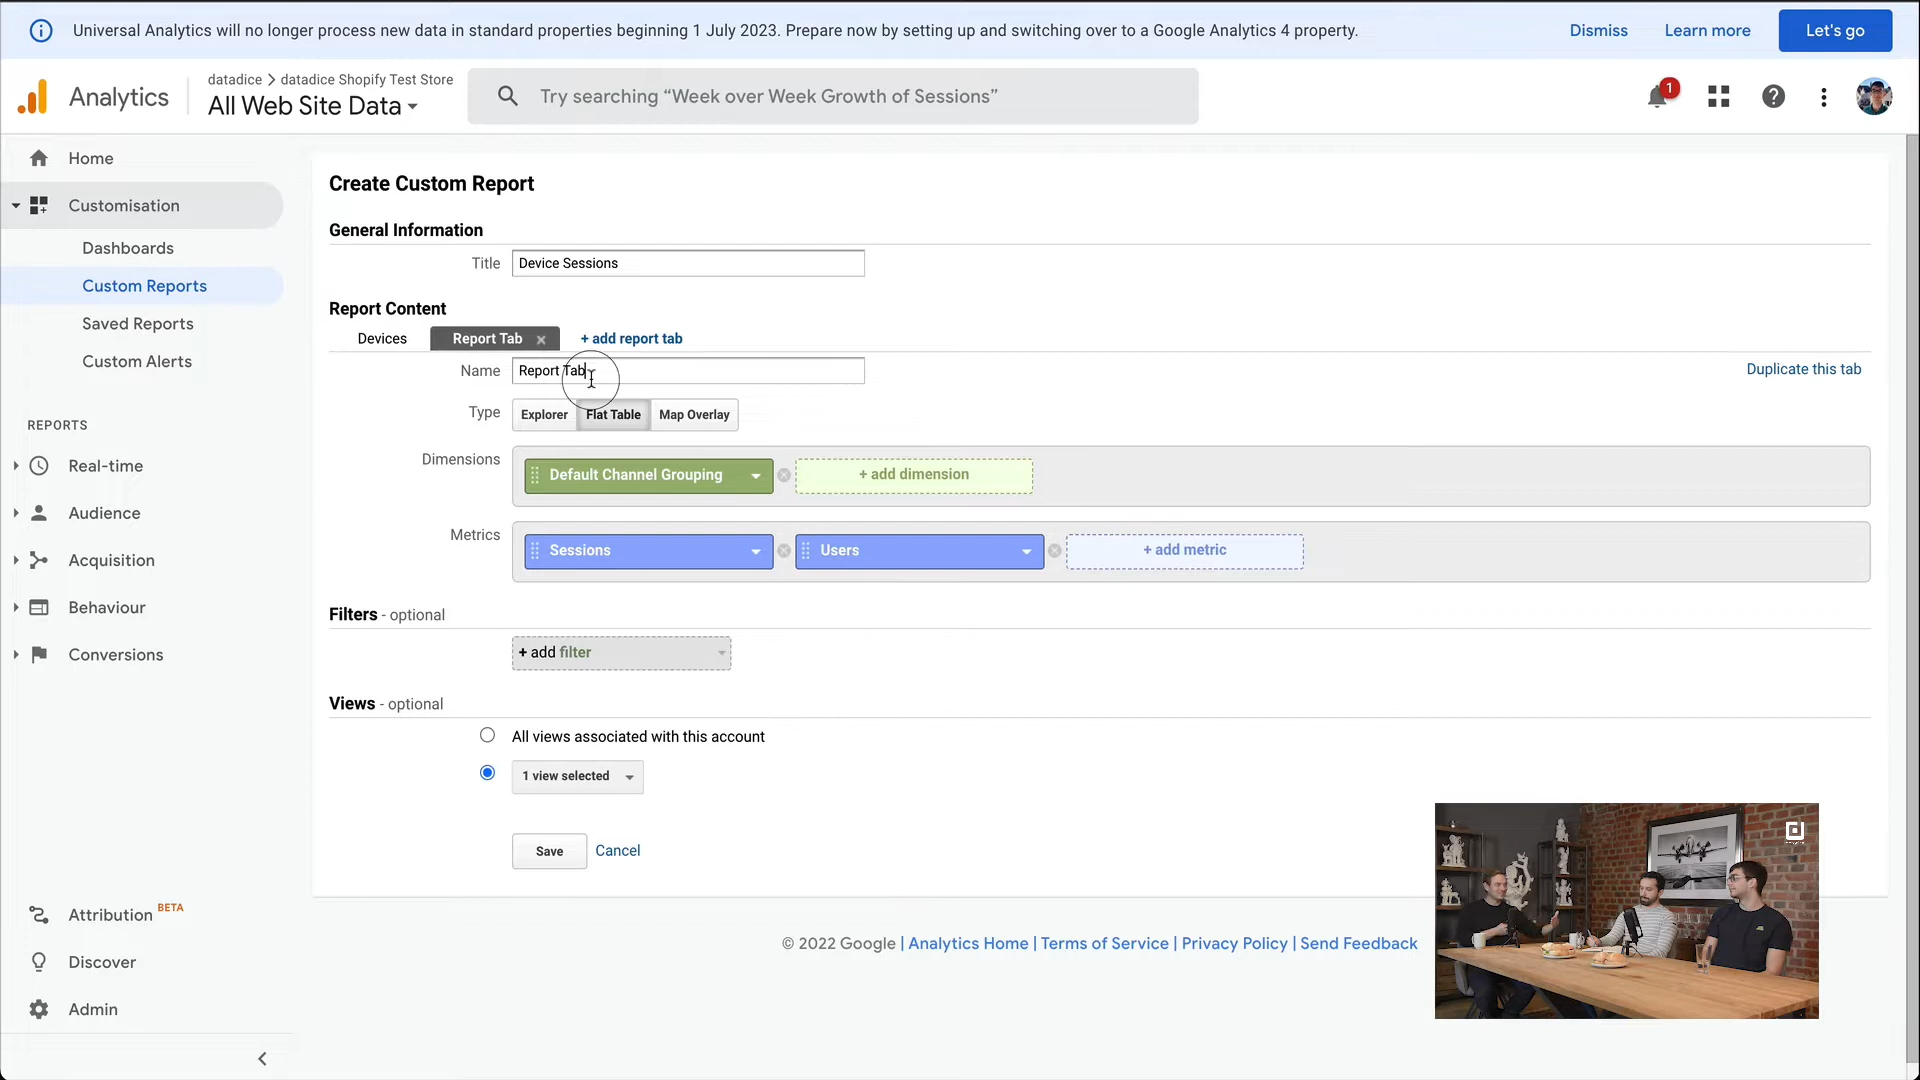 Universal Analytics will no longer process new data in standard properties beginning 1 July 2023. Prepare now by setting up and switching over to a Google Analytics 4 property.
Dismiss
Learn more
Let's go
Analytics
datadice > datadice Shopify Test Store
All Web Site Data
Try searching “Week over Week Growth of Sessions”
1
Home
Customisation
Dashboards
Custom Reports
Saved Reports
Custom Alerts
REPORTS
Real-time
Audience
Acquisition
Behaviour
Conversions
Attribution BETA
Discover
Admin
Create Custom Report
General Information
Title Device Sessions
Report Content
Devices Report Tab + add report tab
Name Report Tab Duplicate this tab
Type Explorer Flat Table Map Overlay
Dimensions Default Channel Grouping + add dimension
Metrics Sessions Users + add metric
Filters - optional
+ add filter
Views - optional
All views associated with this account
1 view selected
Save Cancel
© 2022 Google | Analytics Home | Terms of Service | Privacy Policy | Send Feedback